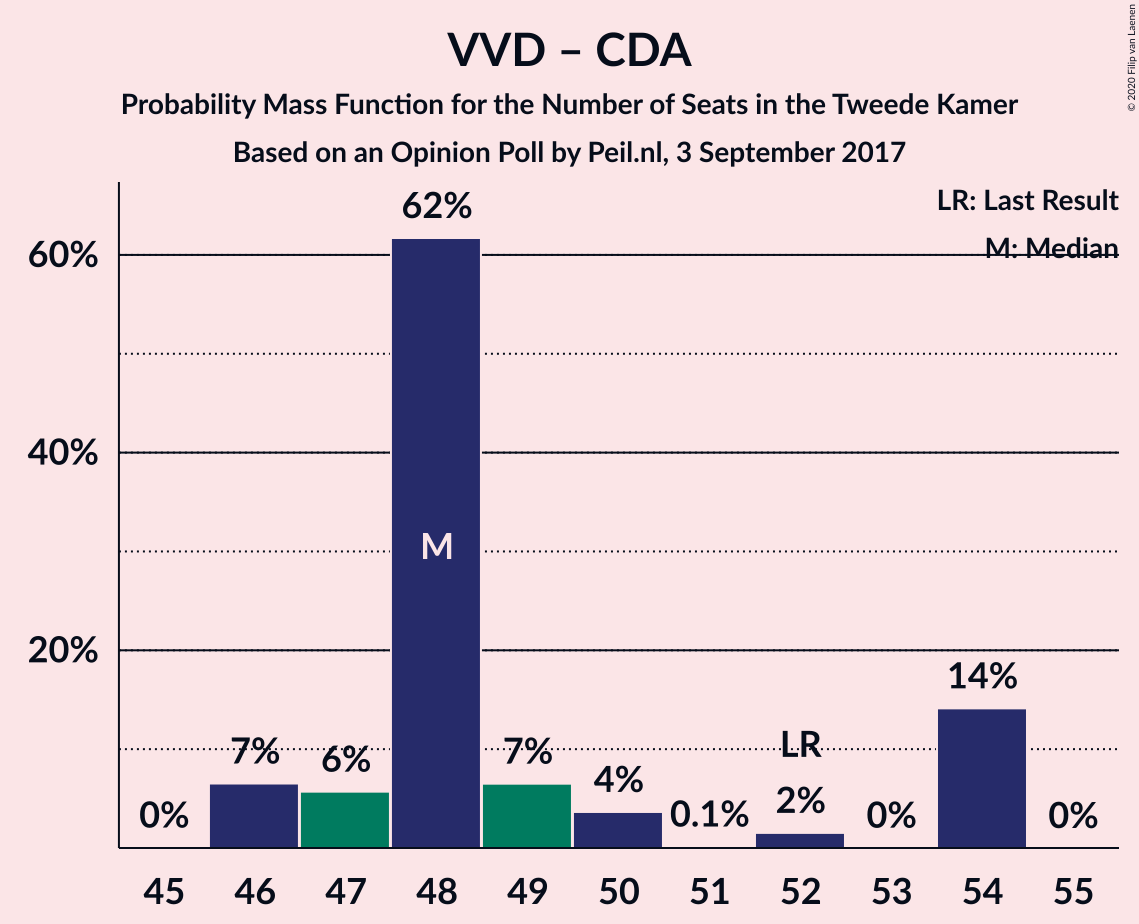 © 2020 Filip van Laenen
VVD – CDA
Probability Mass Function for the Number of Seats in the Tweede Kamer
Based on an Opinion Poll by Peil.nl, 3 September 2017
LR: Last Result
M: Median
60%
40%
20%
0%
7%
6%
62%
M
7%
4%
0.1%
LR
2%
0%
14%
0%
45 46 47 48 49 50 51 52 53 54 55